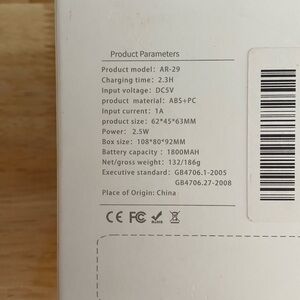 Product Parameters
Product model: AR-29
Charging time: 2.3H
Input voltage: DC5V
product material: ABS+PC
Input current: 1A
product size: 62*45*63MM
Power: 2.5W
Box size: 108*80*92MM
Battery capacity: 1800MAH
Net/gross weight: 132/186g
Executive standard: GB4706.1-2005
GB4706.27-2008
Place of Origin: China
CE FC RoHS